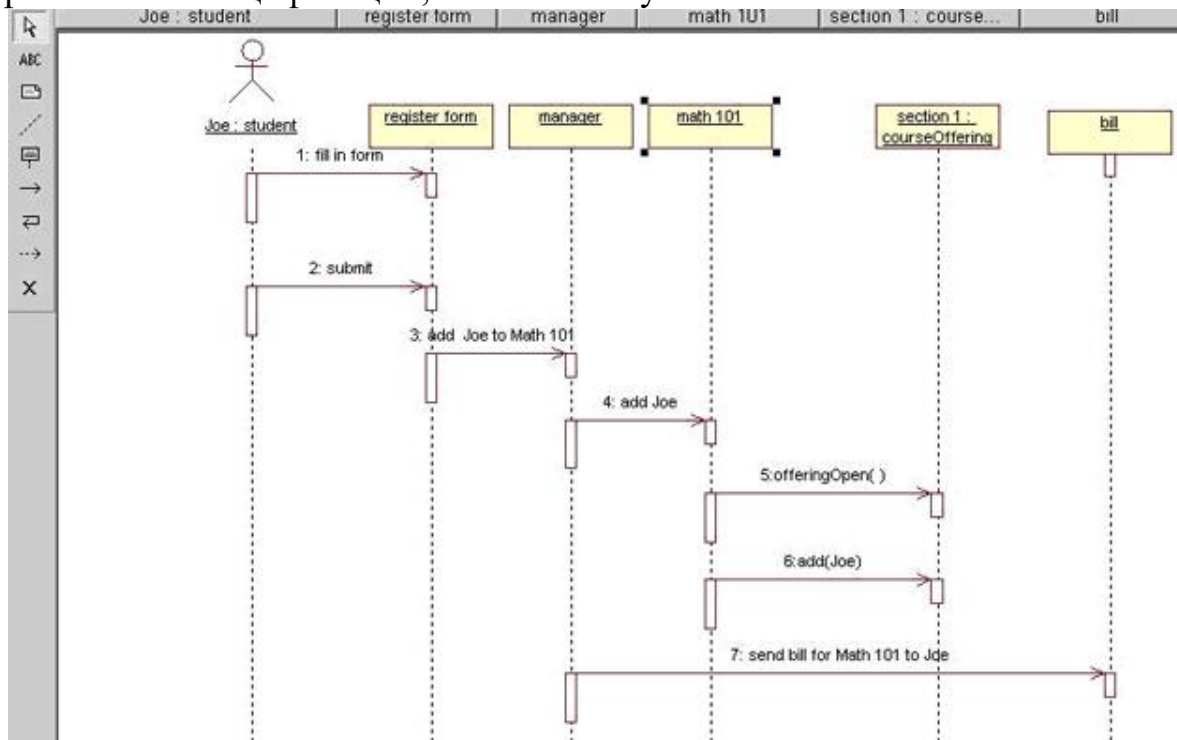 Joe : student
register form
manager
math 101
section 1 : course...
bill
ABC
Joe : student
register form
manager
math 101
section 1 :
courseOffering
bill
1: fill in form
2: submit
3: add Joe to Math 101
4: add Joe
5:offeringOpen( )
6:add(Joe)
7: send bill for Math 101 to Joe